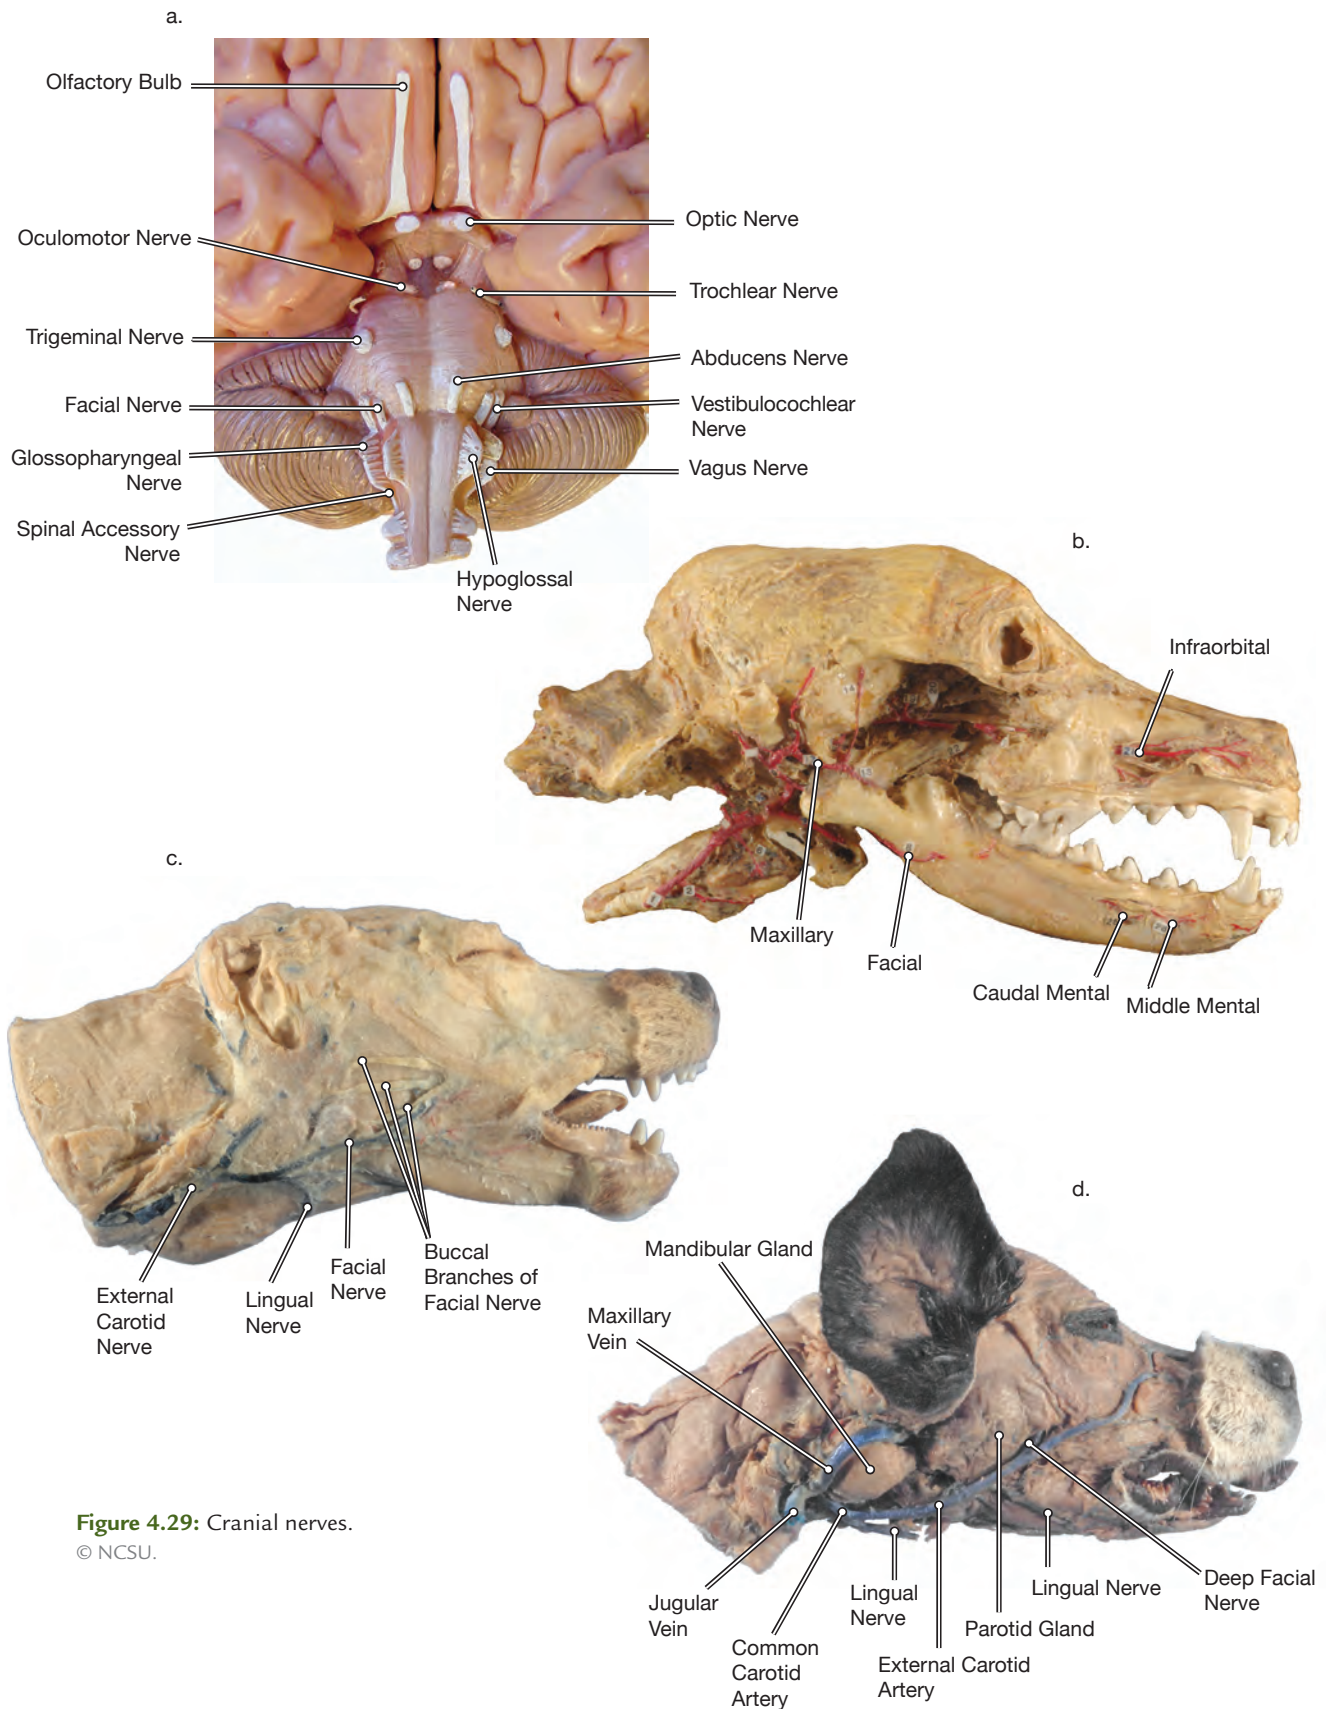 a.
Olfactory Bulb
Optic Nerve
Oculomotor Nerve
Trochlear Nerve
Trigeminal Nerve
Abducens Nerve
Facial Nerve
Vestibulocochlear
Nerve
Glossopharyngeal
Nerve
Vagus Nerve
Spinal Accessory
Nerve
Hypoglossal
Nerve
b.
Infraorbital
Maxillary
Facial
Caudal Mental
Middle Mental
c.
External
Carotid
Nerve
Lingual
Nerve
Facial
Nerve
Buccal
Branches of
Facial Nerve
d.
Mandibular Gland
Maxillary
Vein
Jugular
Vein
Common
Carotid
Artery
Lingual
Nerve
External Carotid
Artery
Parotid Gland
Lingual Nerve
Deep Facial
Nerve
Figure 4.29: Cranial nerves.
© NCSU.